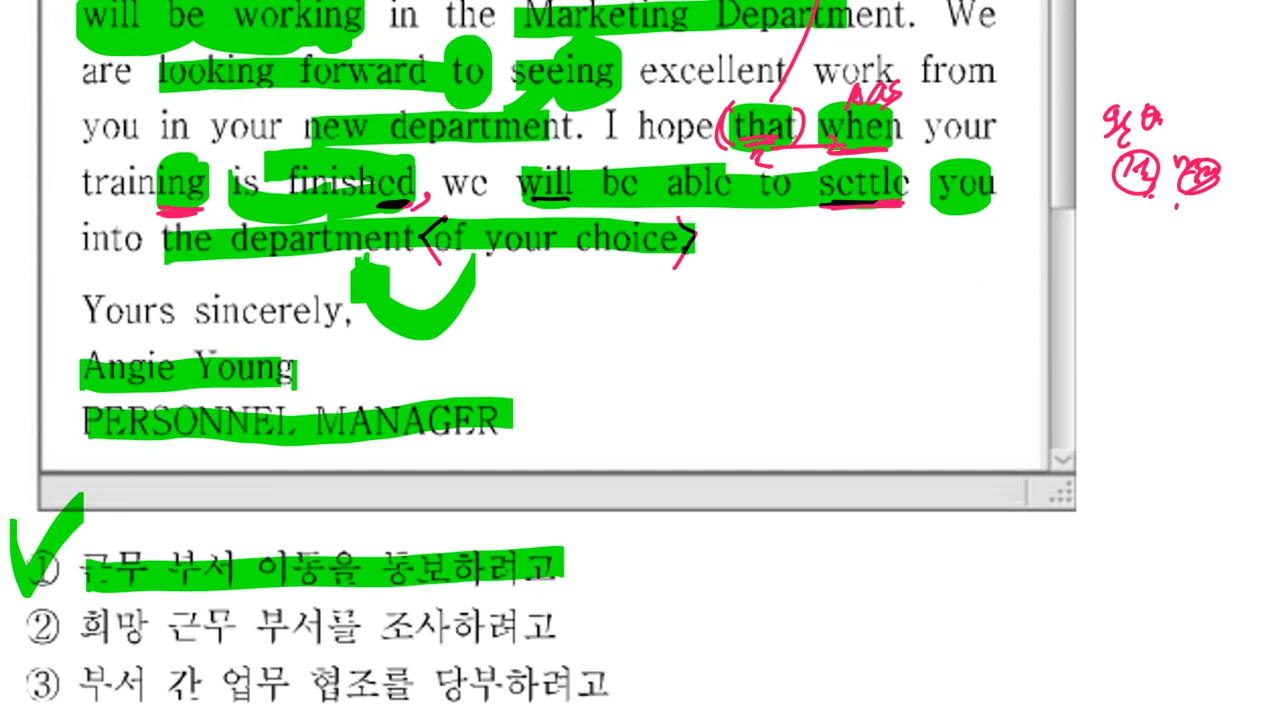 will be working in the Marketing Department. We
are looking forward to seeing excellent work from
you in your new department. I hope (that) when your
training is finished, we will be able to settle you
into the department <of your choice.>
Yours sincerely,
Angie Young
PERSONNEL MANAGER
① 근무 부서 이동을 통보하려고
② 희망 근무 부서를 조사하려고
③ 부서 간 업무 협조를 당부하려고